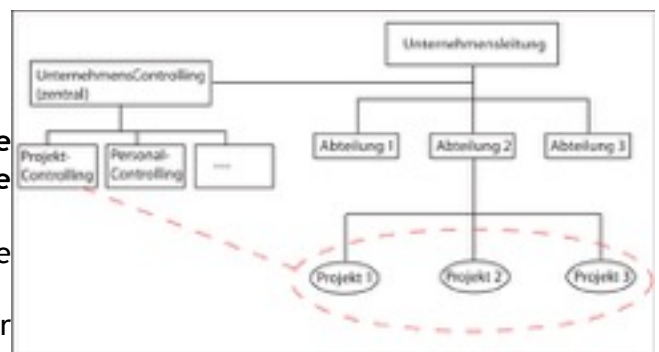 Unternehmensleitung
UnternehmensControlling
(zentral)
Abteilung 1
Abteilung 2
Abteilung 3
Projekt-
Controlling
Personal-
Controlling
....
Projekt 1
Projekt 2
Projekt 3
e
e
e
r